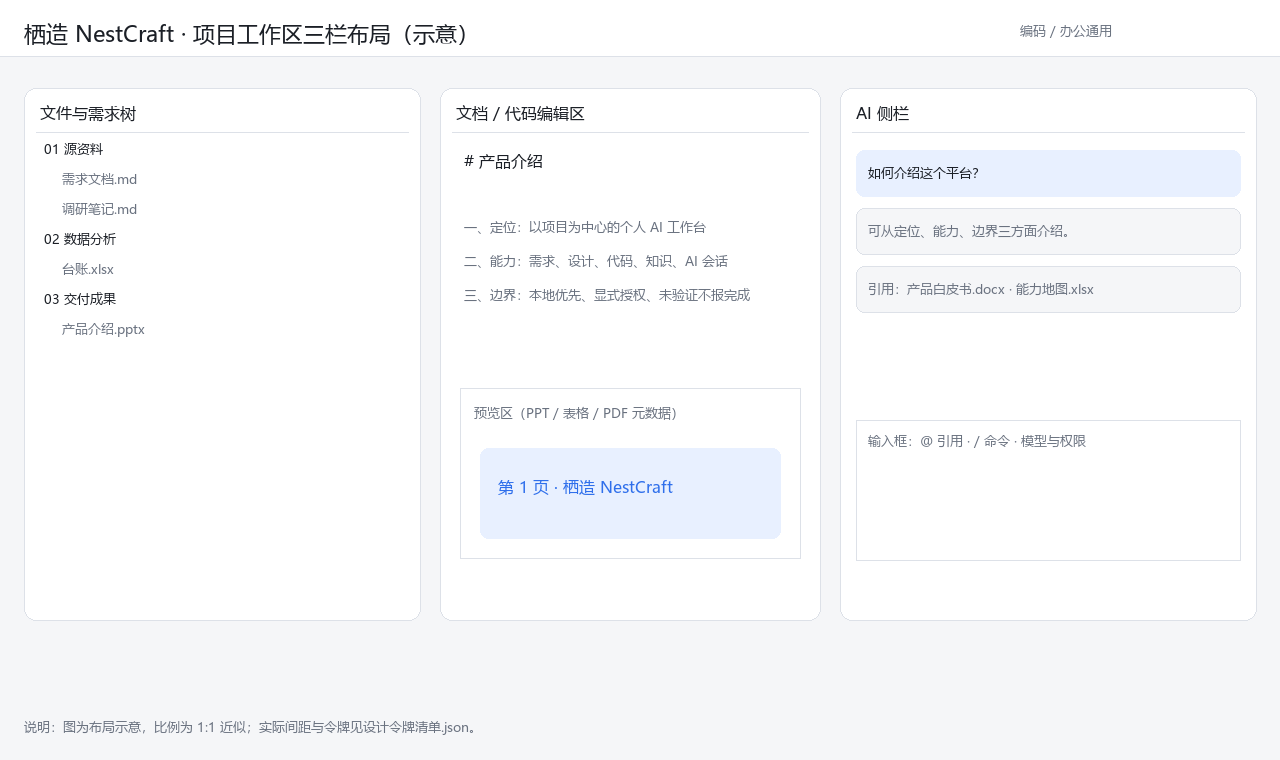 栖造 NestCraft · 项目工作区三栏布局（示意）
编码 / 办公通用
文件与需求树
01 源资料
需求文档.md
调研笔记.md
02 数据分析
台账.xlsx
03 交付成果
产品介绍.pptx
文档 / 代码编辑区
# 产品介绍
一、定位：以项目为中心的个人 AI 工作台
二、能力：需求、设计、代码、知识、AI 会话
三、边界：本地优先、显式授权、未验证不报完成
预览区（PPT / 表格 / PDF 元数据）
第 1 页 · 栖造 NestCraft
AI 侧栏
如何介绍这个平台？
可从定位、能力、边界三方面介绍。
引用：产品白皮书.docx · 能力地图.xlsx
输入框：@ 引用 · / 命令 · 模型与权限
说明：图为布局示意，比例为 1:1 近似；实际间距与令牌见设计令牌清单.json。